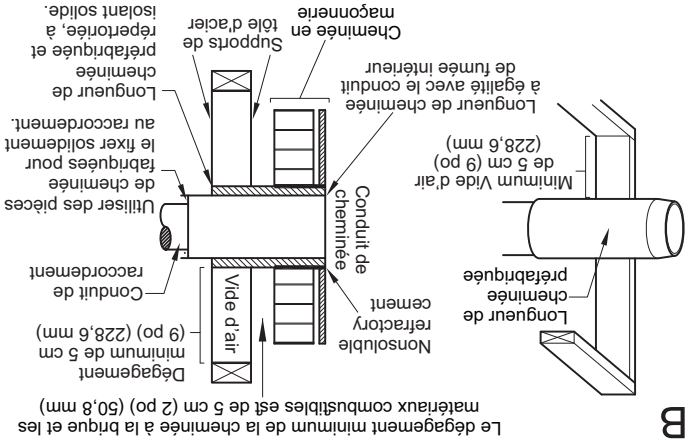 B
Le dégagement minimum de la cheminée à la brique et les
matériaux combustibles est de 5 cm (2 po) (50,8 mm)
Longueur de
cheminée
préfabriquée
Minimum Vide d'air
de 5 cm (9 po)
(228,6 mm)
Nonsoluble
refractory
cement
Dégagement
minimum de 5 cm
(9 po) (228,6 mm)
Vide d'air
Conduit de
raccordement
Conduit de
cheminée
Utiliser des pièces
de cheminée
fabriquées pour
le fixer solidement
au raccordement.
Longueur de cheminée
à égalité avec le conduit
de fumée intérieur
Longueur de
cheminée
préfabriquée et
répertoriée, à,
isolant solide.
Cheminée en
maçonnerie
Supports de
tôle d'acier